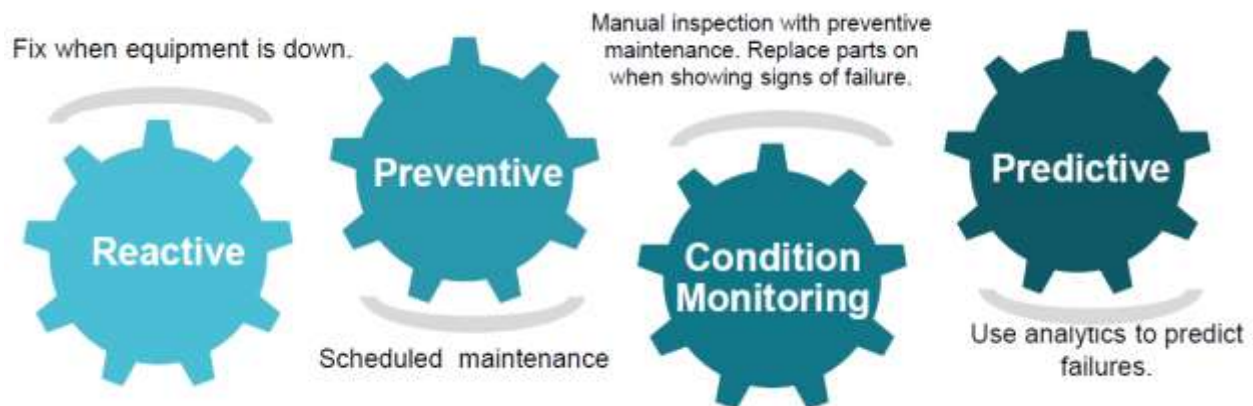 Fix when equipment is down.
Reactive
Preventive
Scheduled maintenance
Manual inspection with preventive
maintenance. Replace parts on
when showing signs of failure.
Condition
Monitoring
Predictive
Use analytics to predict
failures.